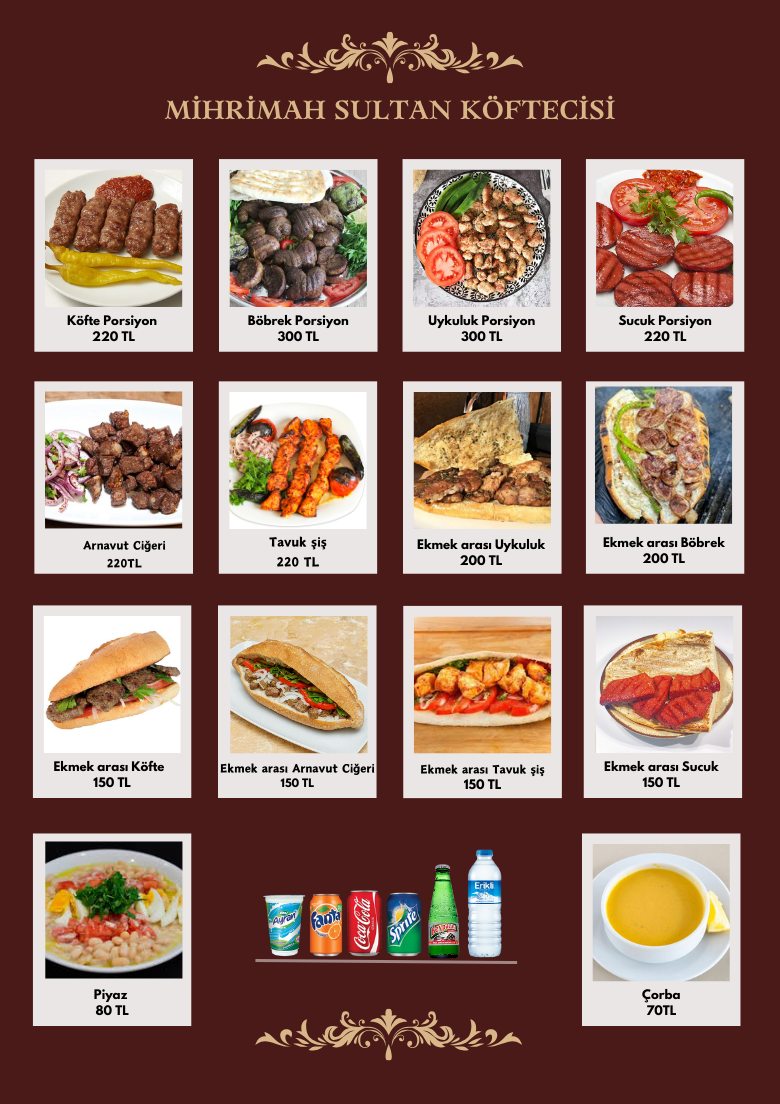 MİHRİMAH SULTAN KÖFTECİSİ
Köfte Porsiyon
220 TL
Böbrek Porsiyon
300 TL
Uykuluk Porsiyon
300 TL
Sucuk Porsiyon
220 TL
Arnavut Ciğeri
220TL
Tavuk şiş
220 TL
Ekmek arası Uykuluk
200 TL
Ekmek arası Böbrek
200 TL
Ekmek arası Köfte
150 TL
Ekmek arası Arnavut Ciğeri
150 TL
Ekmek arası Tavuk şiş
150 TL
Ekmek arası Sucuk
150 TL
Piyaz
80 TL
Ayran
Fanta
Coca-Cola
Sprite
Erikli
Çorba
70TL